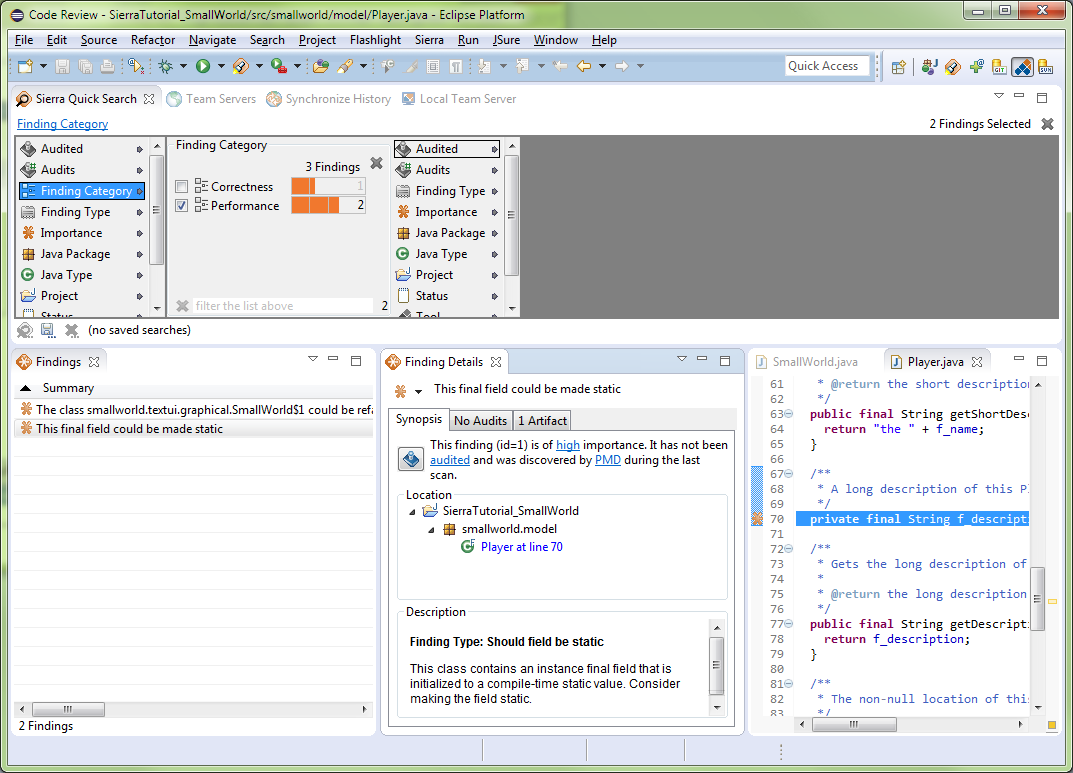 Code Review - SierraTutorial_SmallWorld/src/smallworld/model/Player.java - Eclipse Platform
File Edit Source Refactor Navigate Search Project Flashlight Sierra Run JSure Window Help
Quick Access
Sierra Quick Search Team Servers Synchronize History Local Team Server
Finding Category
2 Findings Selected
Audited
Audits
Finding Category
Finding Type
Importance
Java Package
Java Type
Project
Status
Finding Category
3 Findings
Correctness 1
Performance 2
filter the list above 2
Audited
Audits
Finding Type
Importance
Java Package
Java Type
Project
Status
Tool
(no saved searches)
Findings
Summary
The class smallworld.textui.graphical.SmallWorld$1 could be refa
This final field could be made static
2 Findings
Finding Details
This final field could be made static
Synopsis No Audits 1 Artifact
This finding (id=1) is of high importance. It has not been
audited and was discovered by PMD during the last
scan.
Location
SierraTutorial_SmallWorld
smallworld.model
Player at line 70
Description
Finding Type: Should field be static
This class contains an instance final field that is
initialized to a compile-time static value. Consider
making the field static.
SmallWorld.java Player.java
61 * @return the short description
62 */
63 public final String getShortDesc
64 return "the " + f_name;
65 }
66
67 /**
68 * A long description of this Pl
69 */
70 private final String f_descripti
71
72 /**
73 * Gets the long description of
74 *
75 * @return the long description
76 */
77 public final String getDescripti
78 return f_description;
79 }
80
81 /**
82 * The non-null location of this
83 */